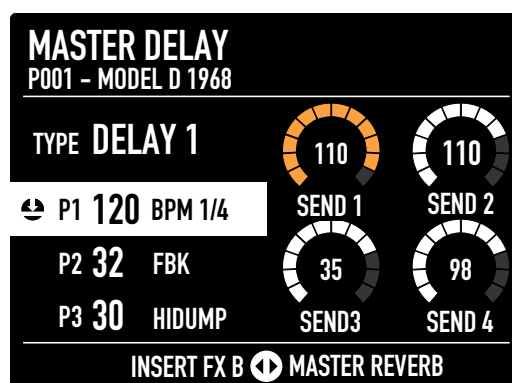 MASTER DELAY
P001 – MODEL D 1968
TYPE DELAY 1
P1 120 BPM 1/4
P2 32 FBK
P3 30 HIDUMP
110
SEND 1
110
SEND 2
35
SEND3
98
SEND 4
INSERT FX B MASTER REVERB